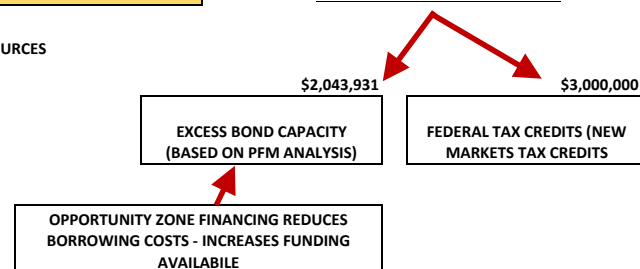 URCES
$2,043,931
$3,000,000
EXCESS BOND CAPACITY
(BASED ON PFM ANALYSIS)
FEDERAL TAX CREDITS (NEW
MARKETS TAX CREDITS
OPPORTUNITY ZONE FINANCING REDUCES
BORROWING COSTS - INCREASES FUNDING
AVAILABILE